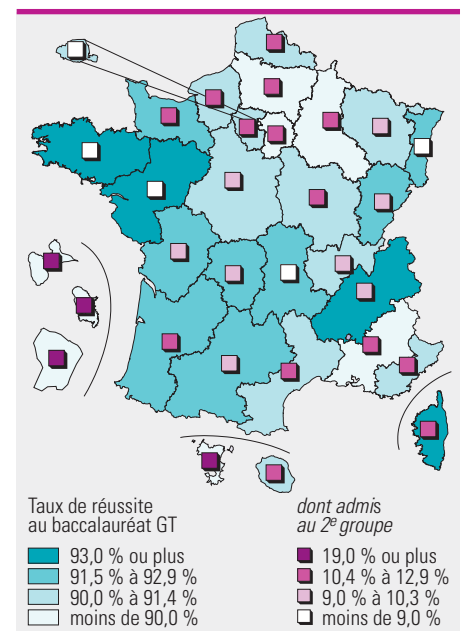 Taux de réussite
au baccalauréat GT
93,0 % ou plus
91,5 % à 92,9 %
90,0 % à 91,4 %
moins de 90,0 %
dont admis
au 2e groupe
19,0 % ou plus
10,4 % à 12,9 %
9,0 % à 10,3 %
moins de 9,0 %